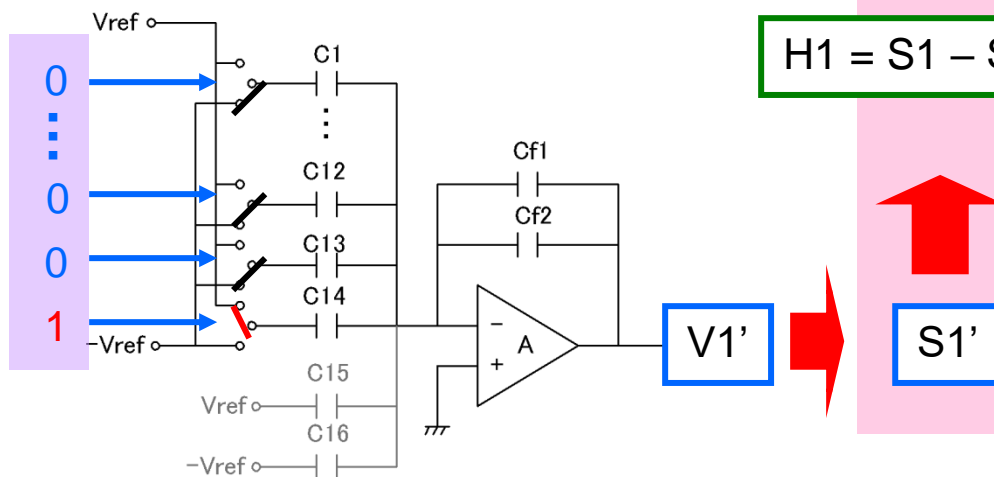 Vref
C1
H1 = S1 – S
0
⋮
C12
Cf1
0
Cf2
C13
0
C14
1
-Vref
A
−
+
V1’
S1’
C15
Vref
C16
-Vref